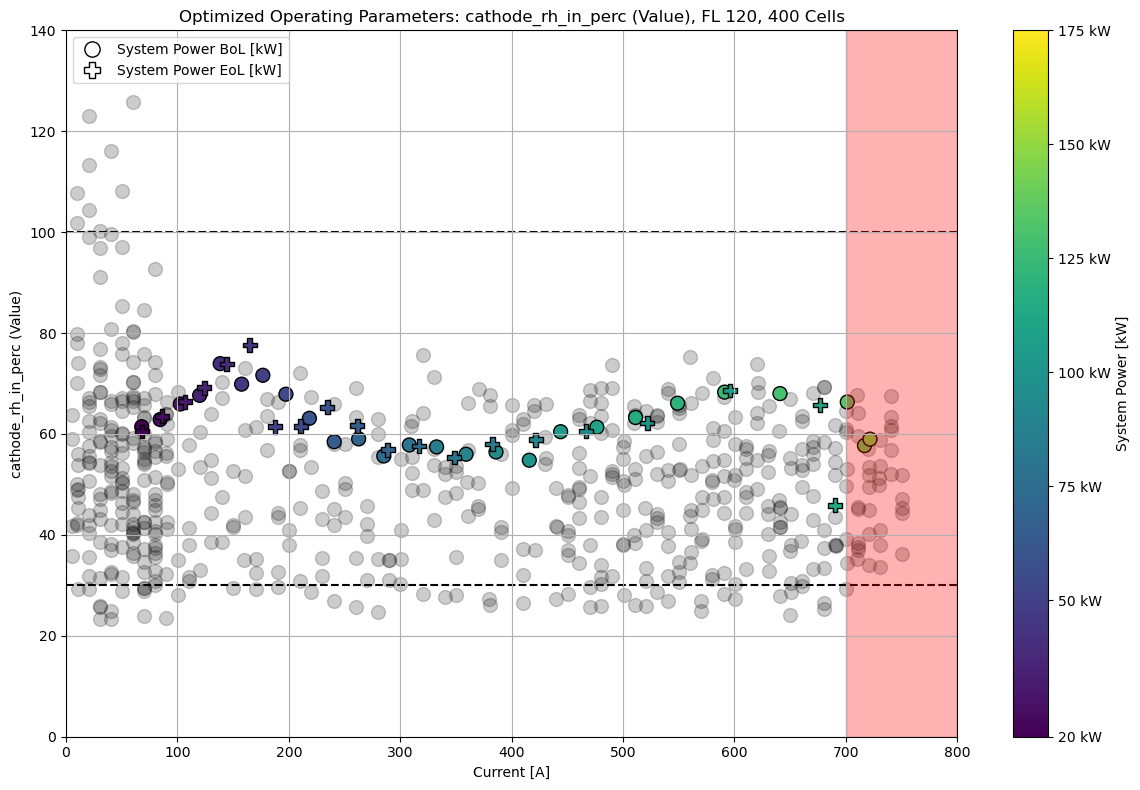 Optimized Operating Parameters: cathode_rh_in_perc (Value), FL 120, 400 Cells
System Power BoL [kW]
System Power EoL [kW]
cathode_rh_in_perc (Value)
140
120
100
80
60
40
20
0
0 100 200 300 400 500 600 700 800
Current [A]
175 kW
150 kW
125 kW
100 kW
75 kW
50 kW
20 kW
System Power [kW]